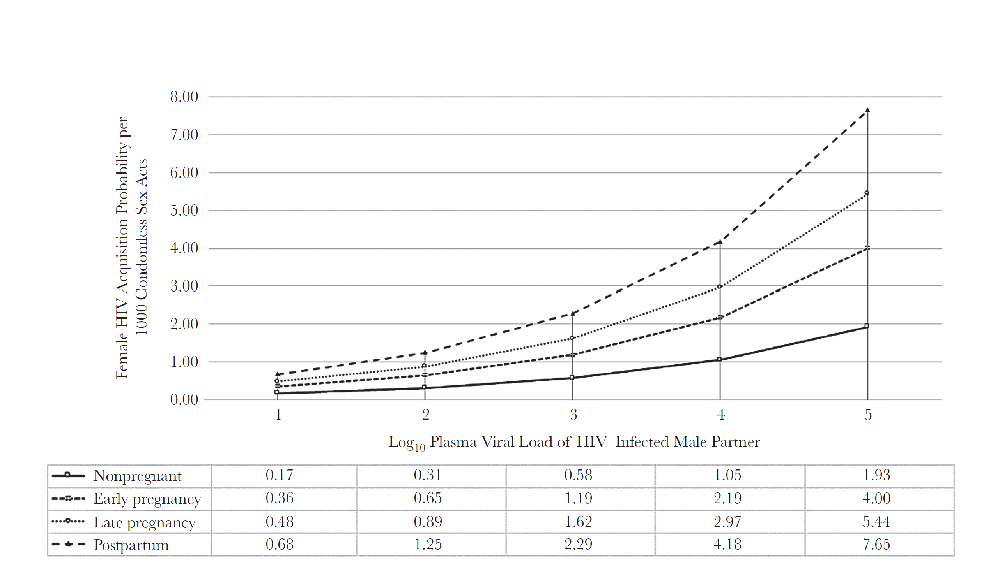 8.00
7.00
6.00
5.00
4.00
3.00
2.00
1.00
0.00
Female HIV Acquisition Probability per
1000 Condomless Sex Acts
1 2 3 4 5
Log10 Plasma Viral Load of HIV–Infected Male Partner
Nonpregnant 0.17 0.31 0.58 1.05 1.93
Early pregnancy 0.36 0.65 1.19 2.19 4.00
Late pregnancy 0.48 0.89 1.62 2.97 5.44
Postpartum 0.68 1.25 2.29 4.18 7.65